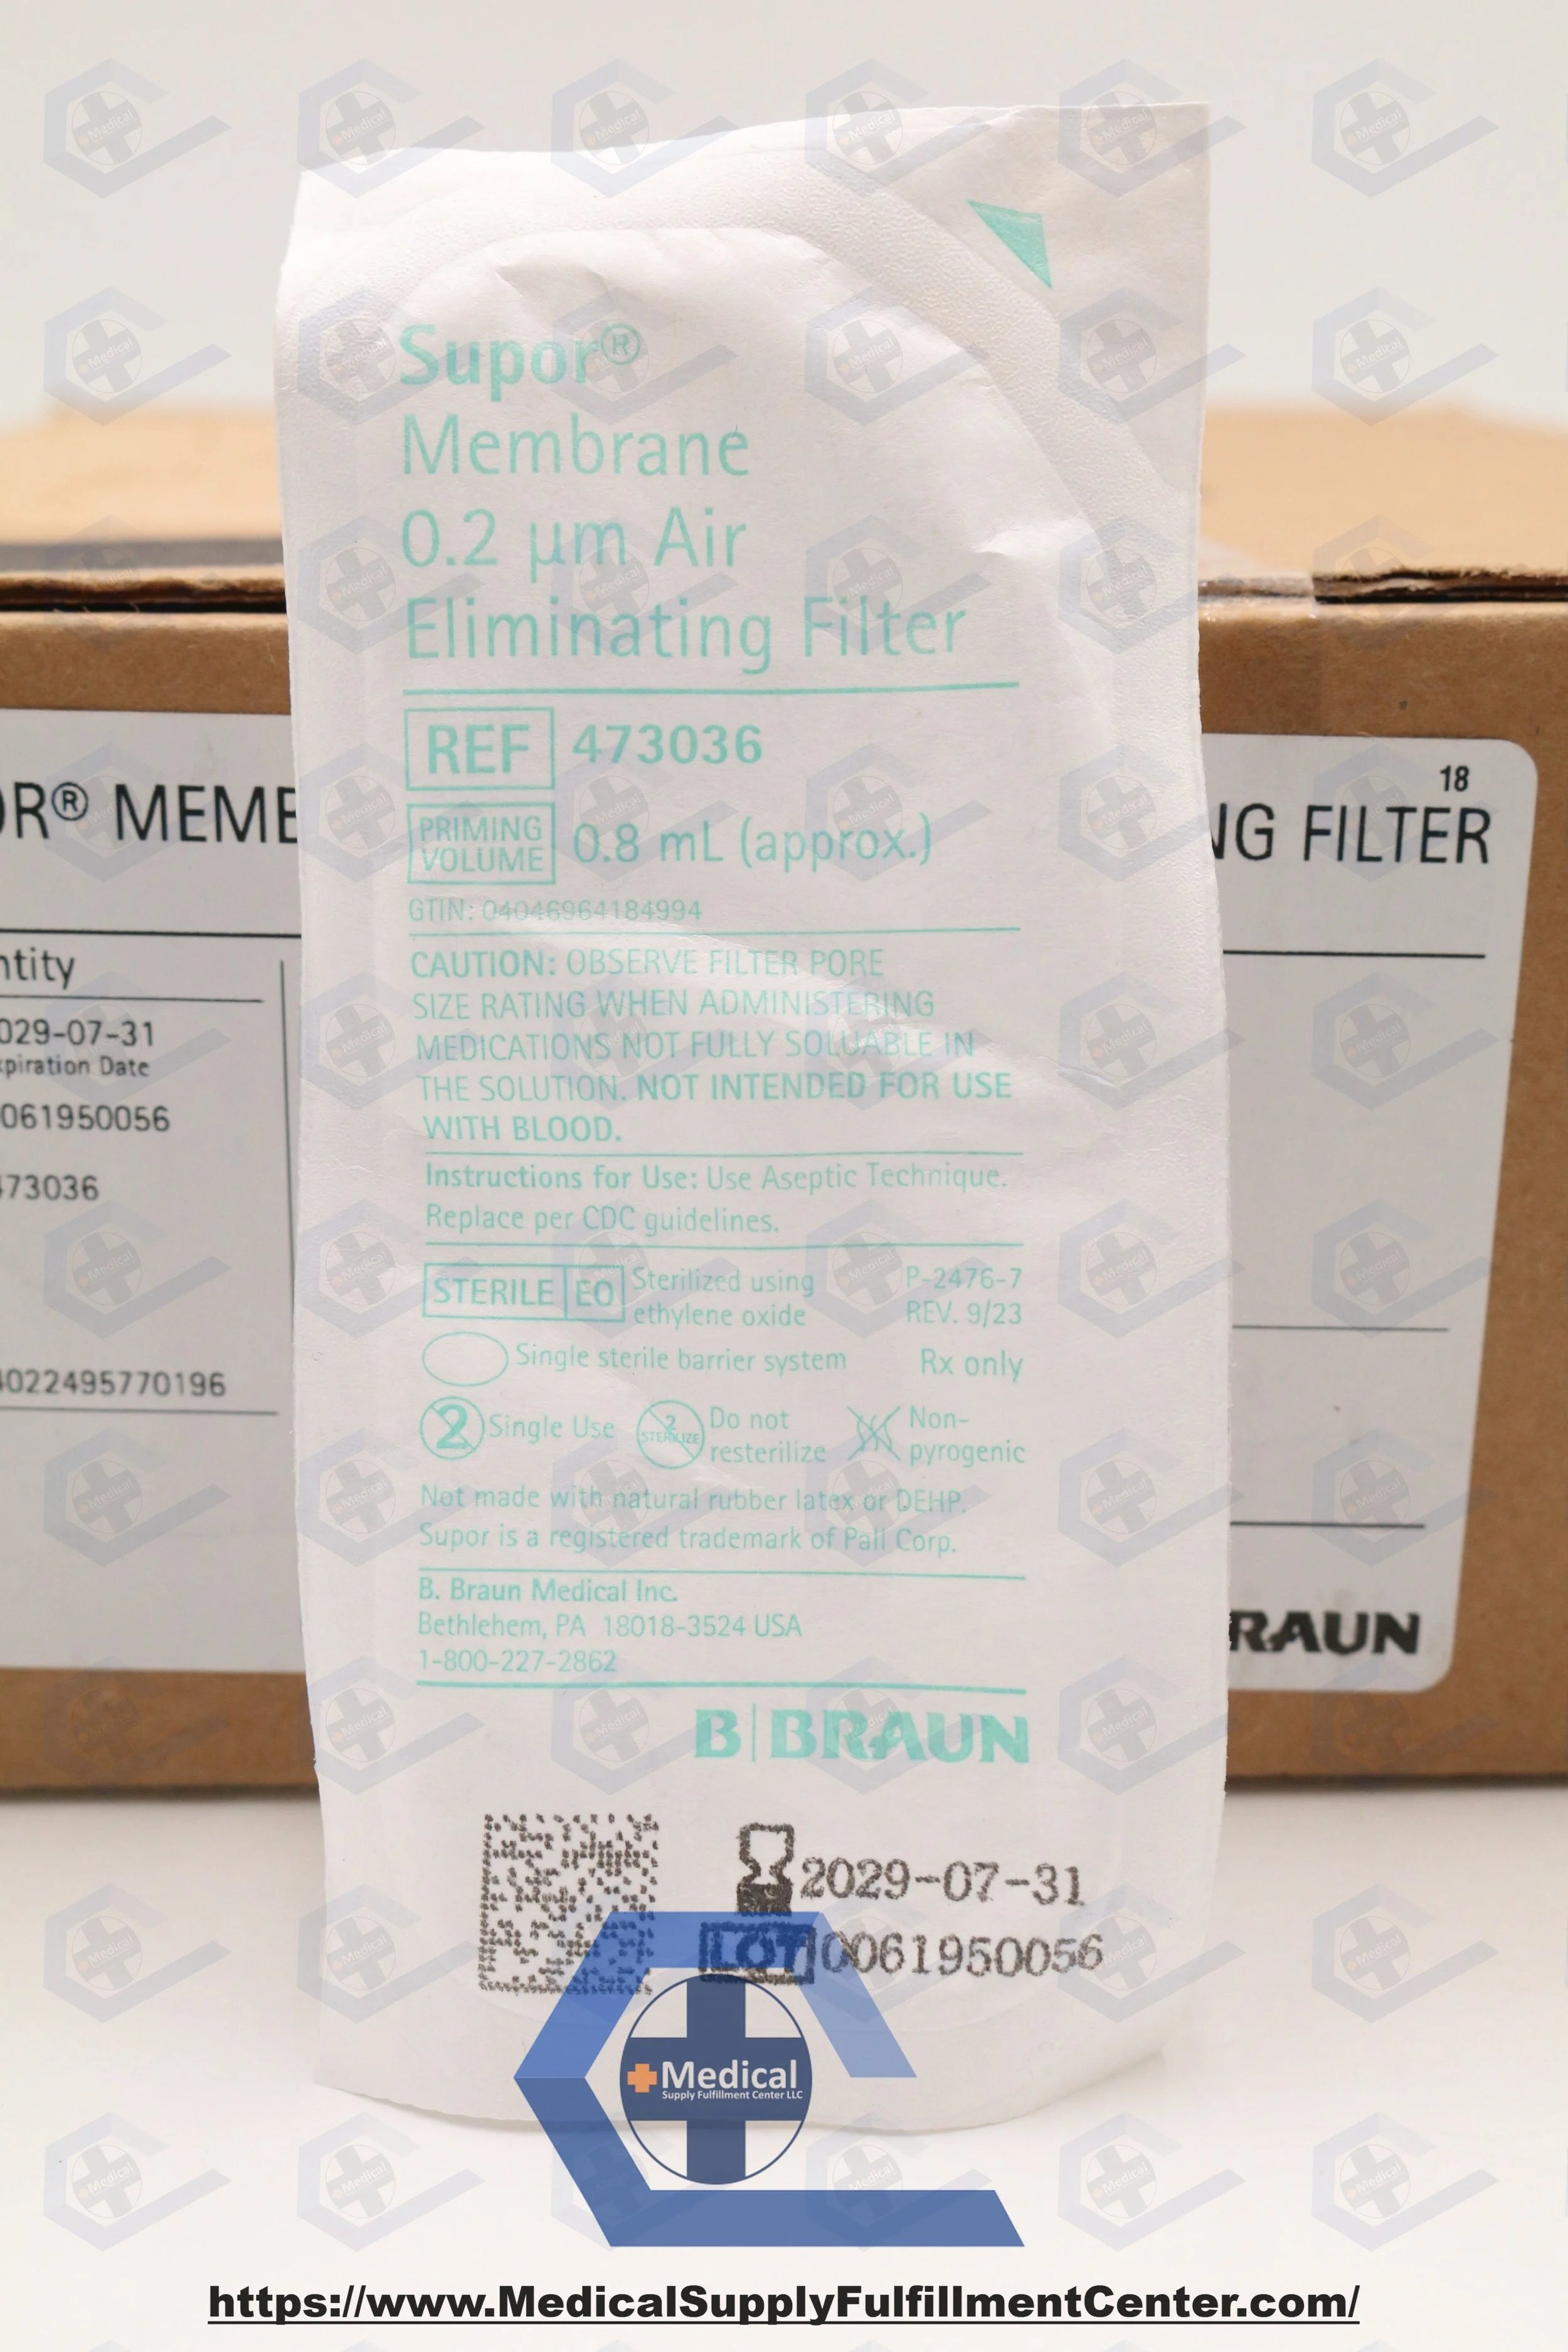 Supor®
Membrane
0.2 µm Air
Eliminating Filter
REF 473036
PRIMING VOLUME 0.8 mL (approx.)
GTIN: 04046964184994
CAUTION: OBSERVE FILTER PORE
SIZE RATING WHEN ADMINISTERING
MEDICATIONS NOT FULLY SOLUABLE IN
THE SOLUTION. NOT INTENDED FOR USE
WITH BLOOD.
Instructions for Use: Use Aseptic Technique.
Replace per CDC guidelines.
STERILE EO Sterilized using ethylene oxide
P-2476-7
REV. 9/23
Single sterile barrier system Rx only
2 Single Use
2 STERILIZE Do not resterilize
Non-pyrogenic
Not made with natural rubber latex or DEHP.
Supor is a registered trademark of Pall Corp.
B. Braun Medical Inc.
Bethlehem, PA 18018-3524 USA
1-800-227-2862
B|BRAUN
2029-07-31
LOT 0061950056
OR® MEME
ntity
029-07-31
xpiration Date
061950056
473036
4022495770196
18
NG FILTER
RAUN
Medical
Supply Fulfillment Center LLC
https://www.MedicalSupplyFulfillmentCenter.com/